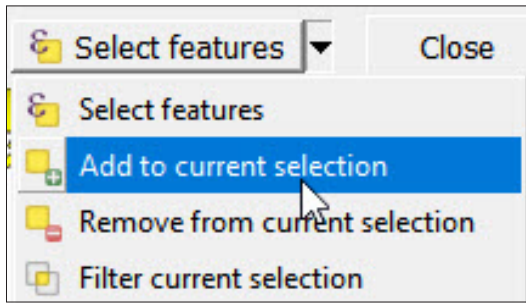 Select features Close
Select features
Add to current selection
Remove from current selection
Filter current selection